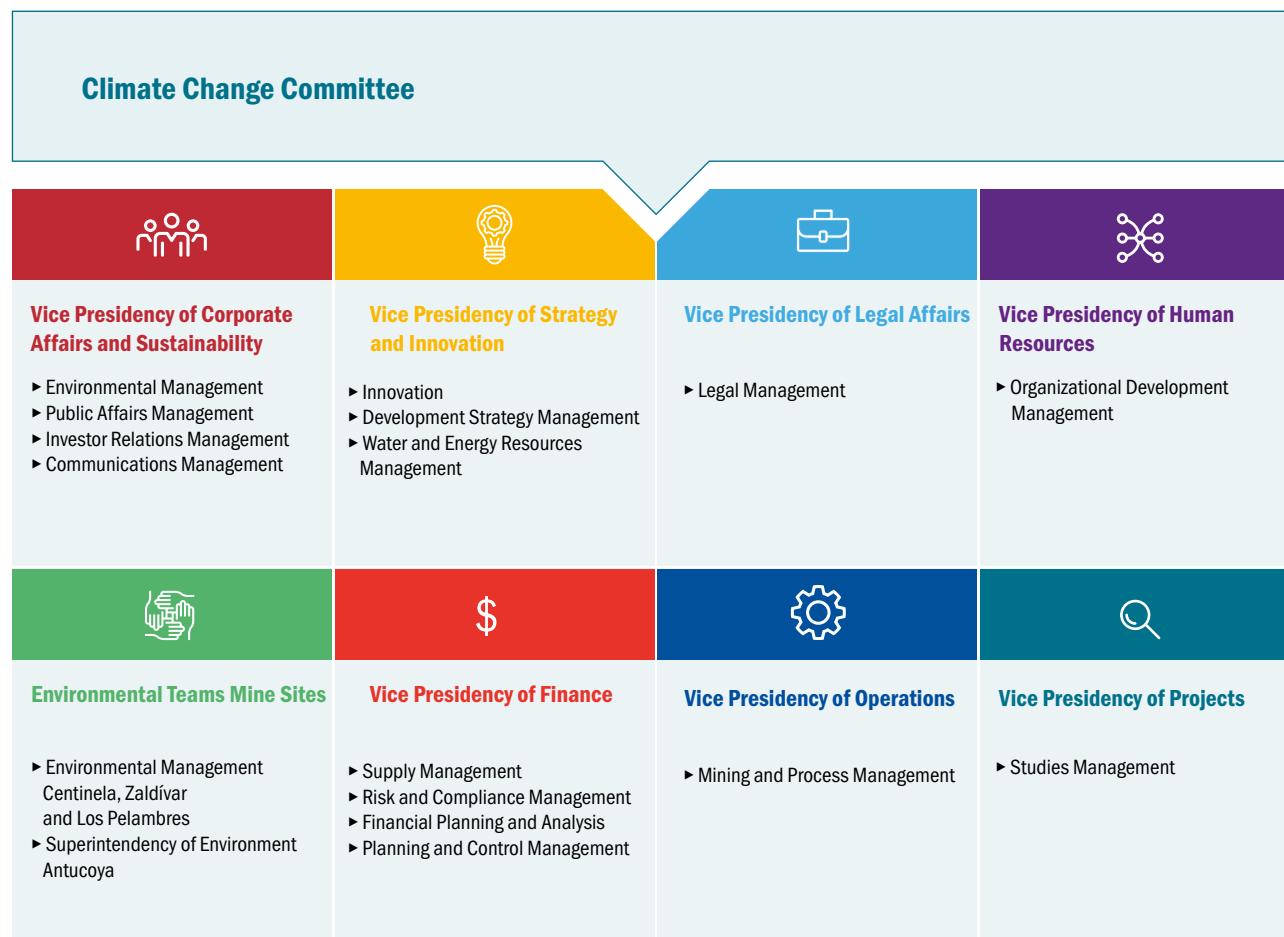 Climate Change Committee
Vice Presidency of Corporate
Affairs and Sustainability
▸ Environmental Management
▸ Public Affairs Management
▸ Investor Relations Management
▸ Communications Management
Vice Presidency of Strategy
and Innovation
▸ Innovation
▸ Development Strategy Management
▸ Water and Energy Resources
Management
Vice Presidency of Legal Affairs
▸ Legal Management
Vice Presidency of Human
Resources
▸ Organizational Development
Management
$
Environmental Teams Mine Sites
▸ Environmental Management
Centinela, Zaldívar
and Los Pelambres
▸ Superintendency of Environment
Antucoya
Vice Presidency of Finance
▸ Supply Management
▸ Risk and Compliance Management
▸ Financial Planning and Analysis
▸ Planning and Control Management
Vice Presidency of Operations
▸ Mining and Process Management
Vice Presidency of Projects
▸ Studies Management